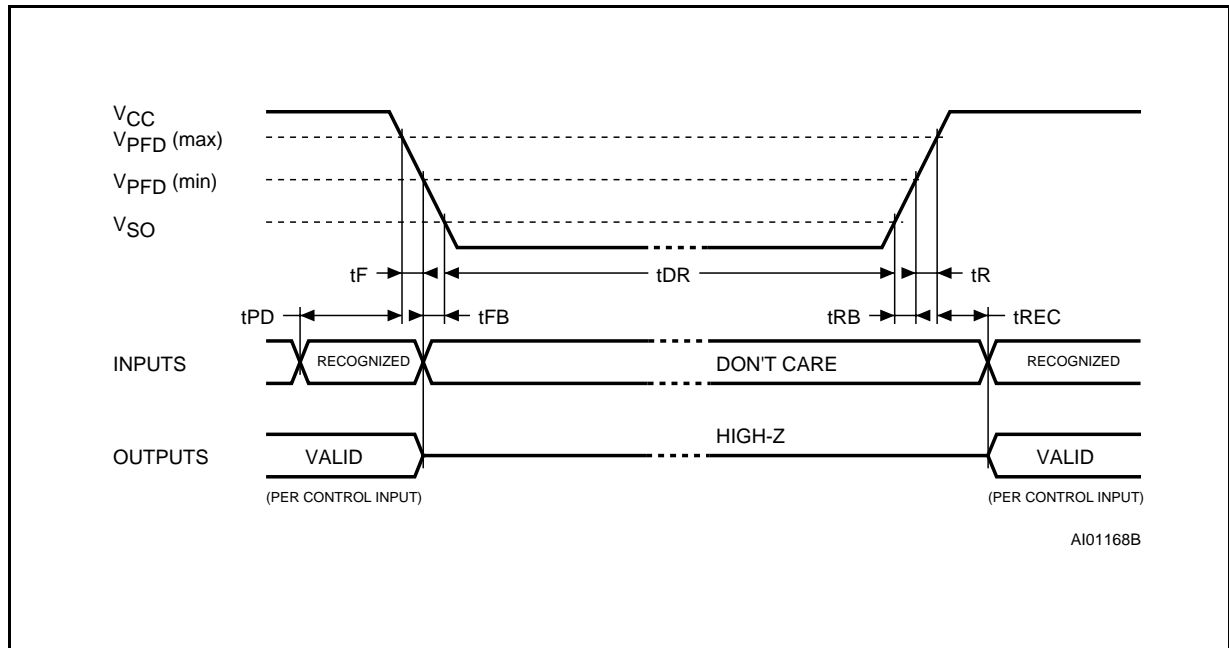 VCC
VPFD (max)
VPFD (min)
VSO
tF
tDR
tR
tPD
tFB
tRB
tREC
INPUTS
RECOGNIZED
DON'T CARE
RECOGNIZED
HIGH-Z
OUTPUTS
VALID
VALID
(PER CONTROL INPUT)
(PER CONTROL INPUT)
AI01168B